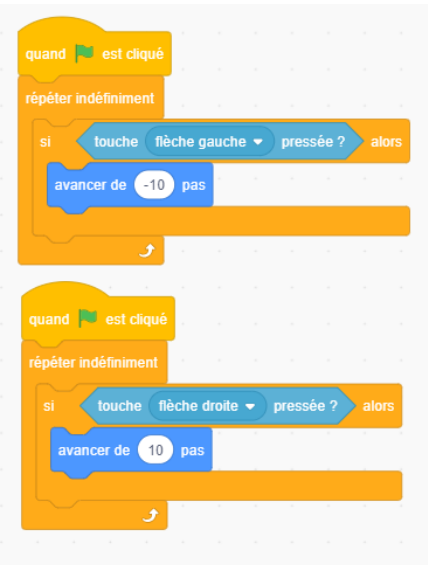 quand est cliqué
répéter indéfiniment
si touche flèche gauche pressée ? alors
avancer de -10 pas
quand est cliqué
répéter indéfiniment
si touche flèche droite pressée ? alors
avancer de 10 pas